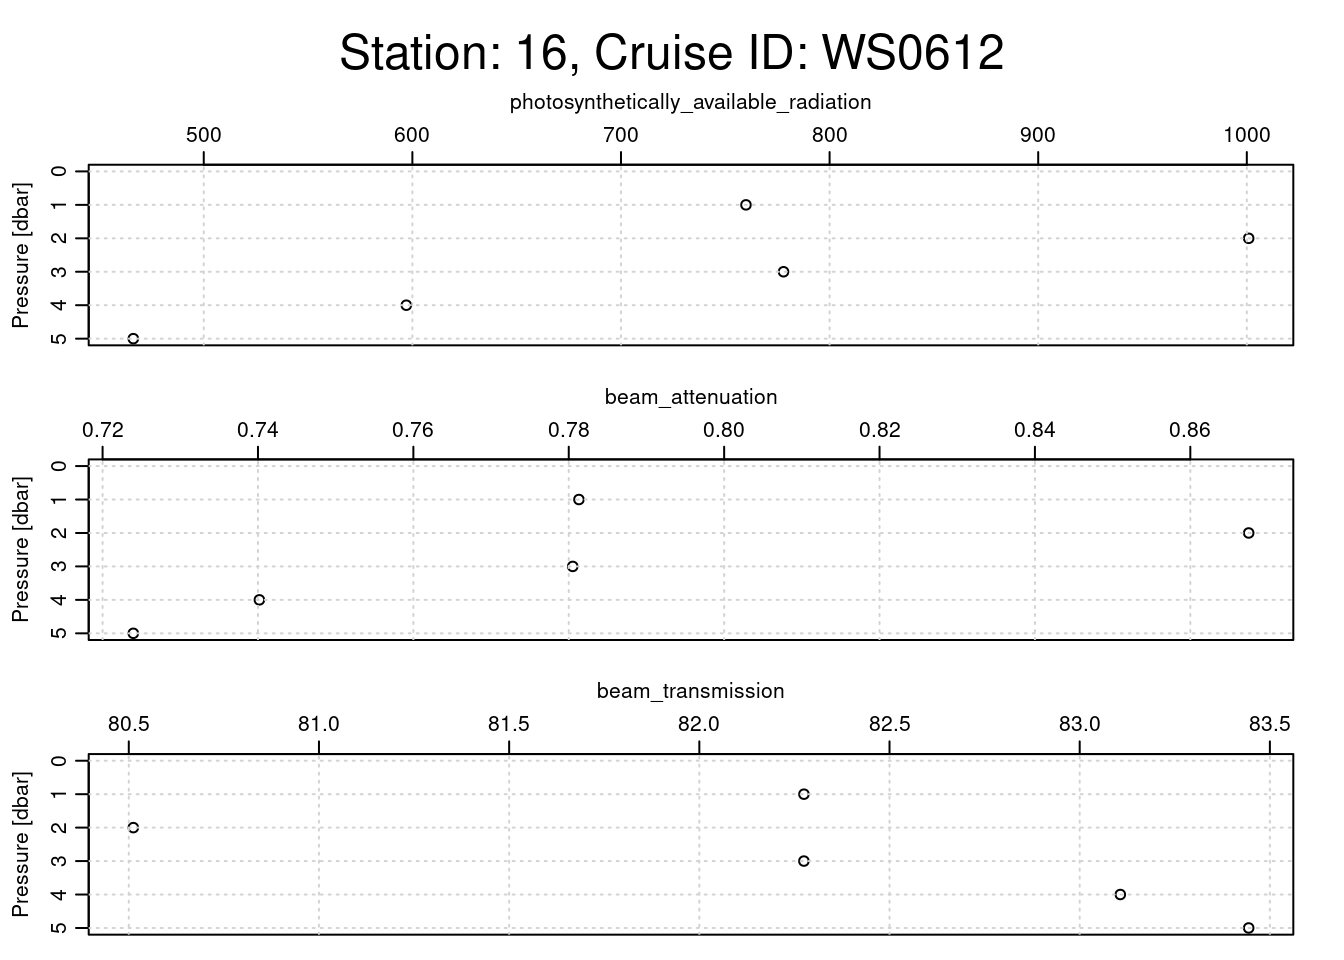 Station: 16, Cruise ID: WS0612
photosynthetically_available_radiation
500 600 700 800 900 1000
Pressure [dbar]
0
1
2
3
4
5
beam_attenuation
0.72 0.74 0.76 0.78 0.80 0.82 0.84 0.86
Pressure [dbar]
0
1
2
3
4
5
beam_transmission
80.5 81.0 81.5 82.0 82.5 83.0 83.5
Pressure [dbar]
0
1
2
3
4
5